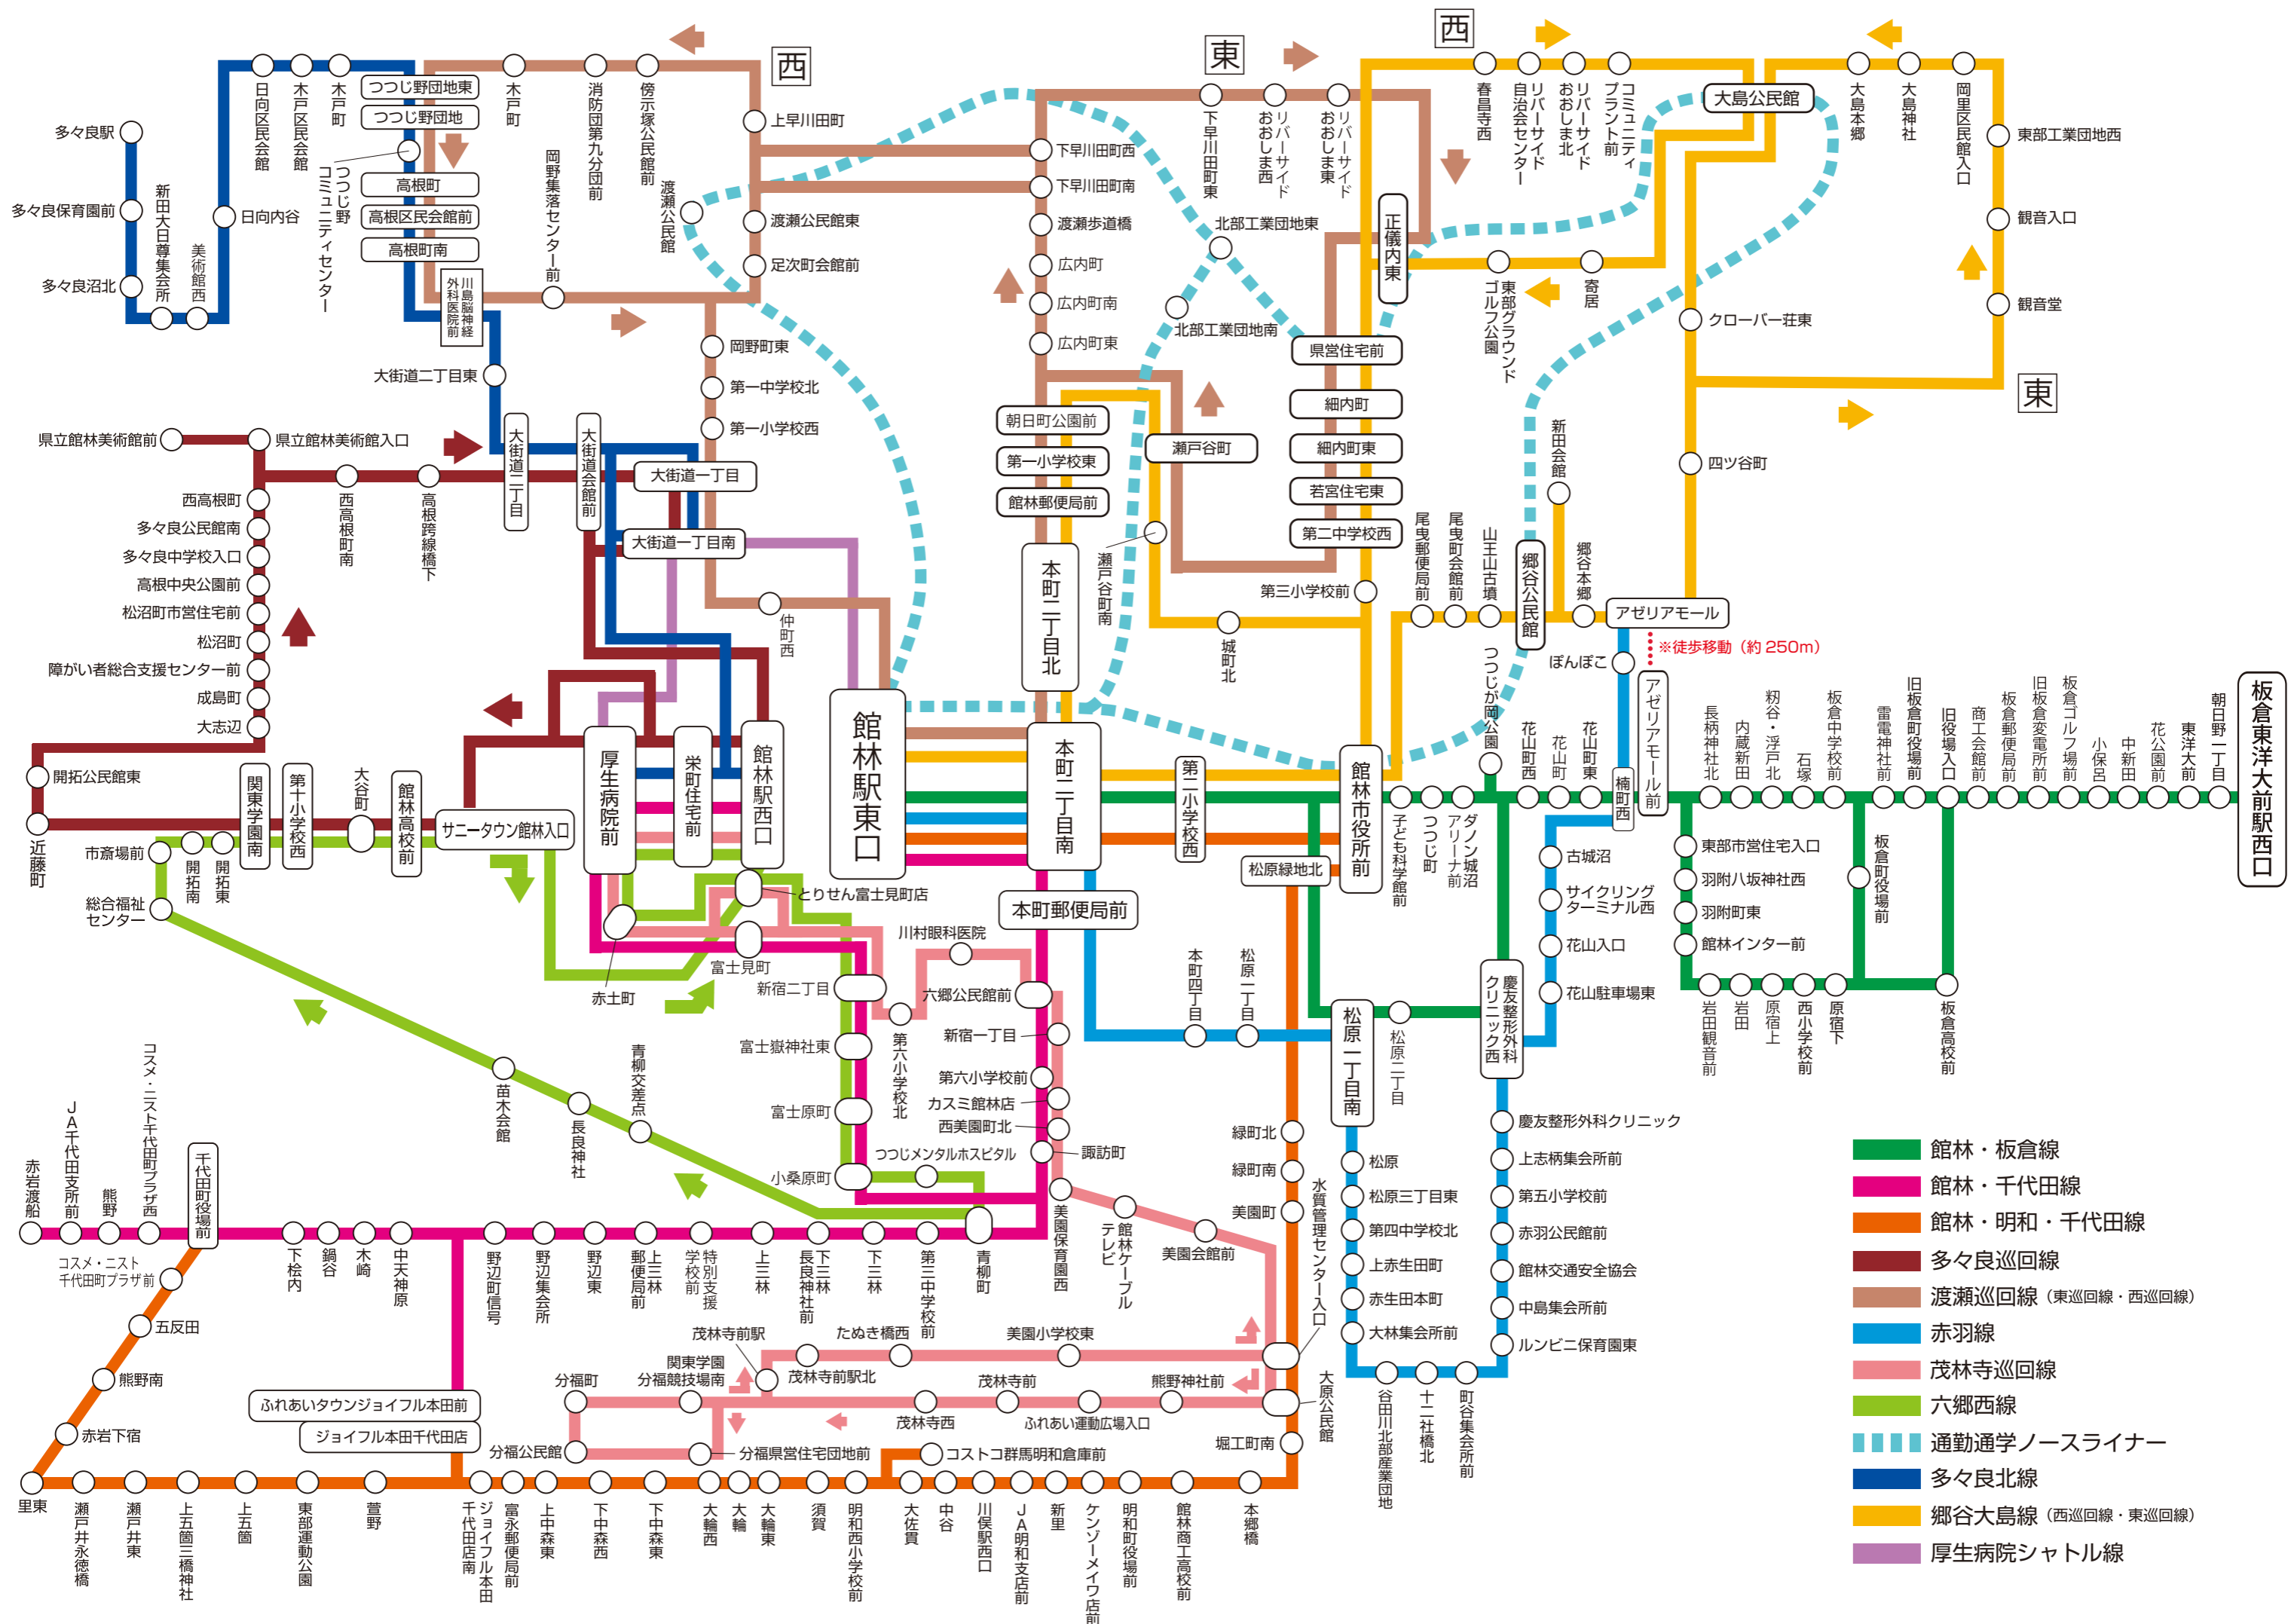 西
東
西
東
多々良駅
多々良保育園前
多々良沼北
新田大日尊集会所
美術館西
日向内谷
日向区民会館
木戸区民会館
木戸町
つつじ野団地東
つつじ野団地
つつじ野
コミュニティセンター
高根町
高根区民会館前
高根町南
川島脳神経
外科医院前
大街道二丁目東
木戸町
消防団第九分団前
傍示塚公民館前
岡野集落センター前
渡瀬公民館
上早川田町
渡瀬公民館東
足次町会館前
岡野町東
第一中学校北
第一小学校西
仲町西
下早川田町西
下早川田町南
渡瀬歩道橋
広内町
広内町南
広内町東
朝日町公園前
第一小学校東
館林郵便局前
本町二丁目北
下早川田町東
リバーサイド
おおしま西
リバーサイド
おおしま東
北部工業団地東
北部工業団地南
瀬戸谷町
瀬戸谷町南
城町北
正儀内東
県営住宅前
細内町
細内町東
若宮住宅東
第二中学校西
第三小学校前
春昌寺西
リバーサイド
自治会センター
リバーサイド
おおしま北
コミュニティ
プラント前
大島公民館
大島本郷
大島神社
岡里区民館入口
東部工業団地西
観音入口
観音堂
東部グラウンド
ゴルフ公園
寄居
クローバー荘東
四ツ谷町
新田会館
尾曳郵便局前
尾曳町会館前
山王山古墳
郷谷公民館
郷谷本郷
アゼリアモール
※徒歩移動（約250m）
ぽんぽこ
アゼリアモール前
楠町西
県立館林美術館前
県立館林美術館入口
西高根町
多々良公民館南
多々良中学校入口
高根中央公園前
松沼町市営住宅前
松沼町
障がい者総合支援センター前
成島町
大志辺
開拓公民館東
近藤町
西高根町南
高根跨線橋下
大街道二丁目
大街道会館前
大街道一丁目
大街道一丁目南
関東学園南
第十小学校西
大谷町
館林高校前
サニータウン館林入口
厚生病院前
栄町住宅前
館林駅西口
館林駅東口
本町二丁目南
第二小学校西
館林市役所前
松原緑地北
本町郵便局前
市斎場前
開拓南
開拓東
総合福祉
センター
苗木会館
長良神社
青柳交差点
とりせん富士見町店
富士見町
赤土町
新宿二丁目
富士嶽神社東
富士原町
小桑原町
つつじメンタルホスピタル
青柳町
川村眼科医院
第六小学校北
六郷公民館前
新宿一丁目
第六小学校前
カスミ館林店
西美園町北
諏訪町
美園保育園西
館林ケーブル
テレビ
美園会館前
つつじが岡公園
子ども科学館前
つつじ町
ダノン城沼
アリーナ前
花山町西
花山町
花山町東
長柄神社北
内蔵新田
籾谷・浮戸北
石塚
板倉中学校前
雷電神社前
旧板倉町役場前
旧役場入口
商工会館前
板倉郵便局前
旧板倉変電所前
板倉ゴルフ場前
小保呂
中新田
花公園前
東洋大前
朝日野一丁目
板倉東洋大前駅西口
東部市営住宅入口
羽附八坂神社西
羽附町東
館林インター前
岩田観音前
岩田
原宿上
西小学校前
原宿下
板倉町役場前
板倉高校前
古城沼
サイクリング
ターミナル西
花山入口
花山駐車場東
本町四丁目
松原一丁目
松原一丁目南
松原二丁目
慶友整形外科
クリニック西
慶友整形外科クリニック
上志柄集会所前
第五小学校前
赤羽公民館前
館林交通安全協会
中島集会所前
ルンビニ保育園東
松原
松原三丁目東
第四中学校北
上赤生田町
赤生田本町
大林集会所前
谷田川北部産業団地
十二社橋北
町谷集会所前
緑町北
緑町南
美園町
水質管理センター入口
大原公民館
堀工町南
赤岩渡船
JA千代田支所前
熊野
コスメ・ニスト千代田町プラザ西
千代田町役場前
コスメ・ニスト
千代田町プラザ前
五反田
熊野南
赤岩下宿
里東
下桧内
鍋谷
木崎
中天神原
野辺町信号
野辺集会所
野辺東
上三林
郵便局前
特別支援
学校前
上三林
下三林
長良神社前
下三林
第三中学校前
ふれあいタウンジョイフル本田前
ジョイフル本田千代田店
分福町
分福公民館
関東学園
分福競技場南
分福県営住宅団地前
茂林寺前駅
茂林寺前駅北
たぬき橋西
美園小学校東
茂林寺西
茂林寺前
ふれあい運動広場入口
熊野神社前
コストコ群馬明和倉庫前
瀬戸井永徳橋
瀬戸井東
上五箇三橋神社
上五箇
東部運動公園
萱野
ジョイフル本田
千代田店南
富永郵便局前
上中森東
下中森西
下中森東
大輪西
大輪
大輪東
須賀
明和西小学校前
大佐貫
中谷
川俣駅西口
JA明和支店前
新里
ケンゾーメイワ店前
明和町役場前
館林商工高校前
本郷橋
館林・板倉線
館林・千代田線
館林・明和・千代田線
多々良巡回線
渡瀬巡回線（東巡回線・西巡回線）
赤羽線
茂林寺巡回線
六郷西線
通勤通学ノースライナー
多々良北線
郷谷大島線（西巡回線・東巡回線）
厚生病院シャトル線